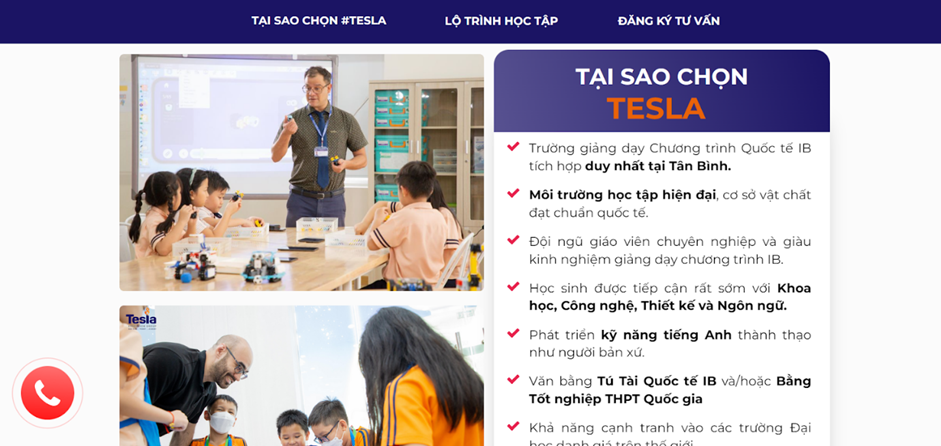 TẠI SAO CHỌN #TESLA
LỘ TRÌNH HỌC TẬP
ĐĂNG KÝ TƯ VẤN
TẠI SAO CHỌN
TESLA
Trường giảng dạy Chương trình Quốc tế IB
tích hợp duy nhất tại Tân Bình.
Môi trường học tập hiện đại, cơ sở vật chất
đạt chuẩn quốc tế.
Đội ngũ giáo viên chuyên nghiệp và giàu
kinh nghiệm giảng dạy chương trình IB.
Học sinh được tiếp cận rất sớm với Khoa
học, Công nghệ, Thiết kế và Ngôn ngữ.
Phát triển kỹ năng tiếng Anh thành thạo
như người bản xứ.
Văn bằng Tú Tài Quốc tế IB và/hoặc Bằng
Tốt nghiệp THPT Quốc gia
Khả năng cạnh tranh vào các trường Đại
học danh giá trên thế giới
Tesla